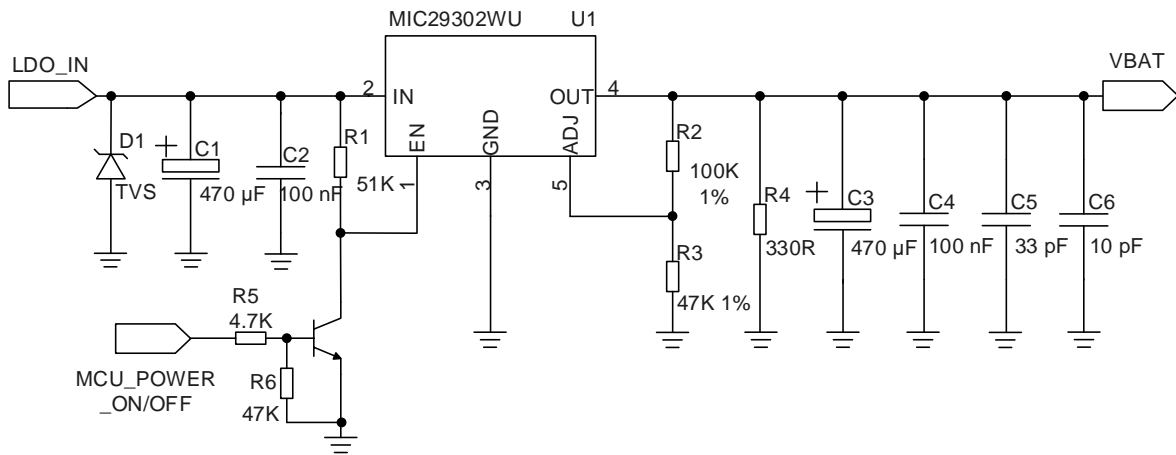 MIC29302WU U1
LDO_IN
VBAT
2
IN
OUT
4
EN
GND
ADJ
1
3
5
D1
TVS
C1
470 µF
C2
100 nF
R1
51K
R2
100K
1%
R3
47K 1%
R4
330R
C3
470 µF
C4
100 nF
C5
33 pF
C6
10 pF
R5
4.7K
MCU_POWER
_ON/OFF
R6
47K